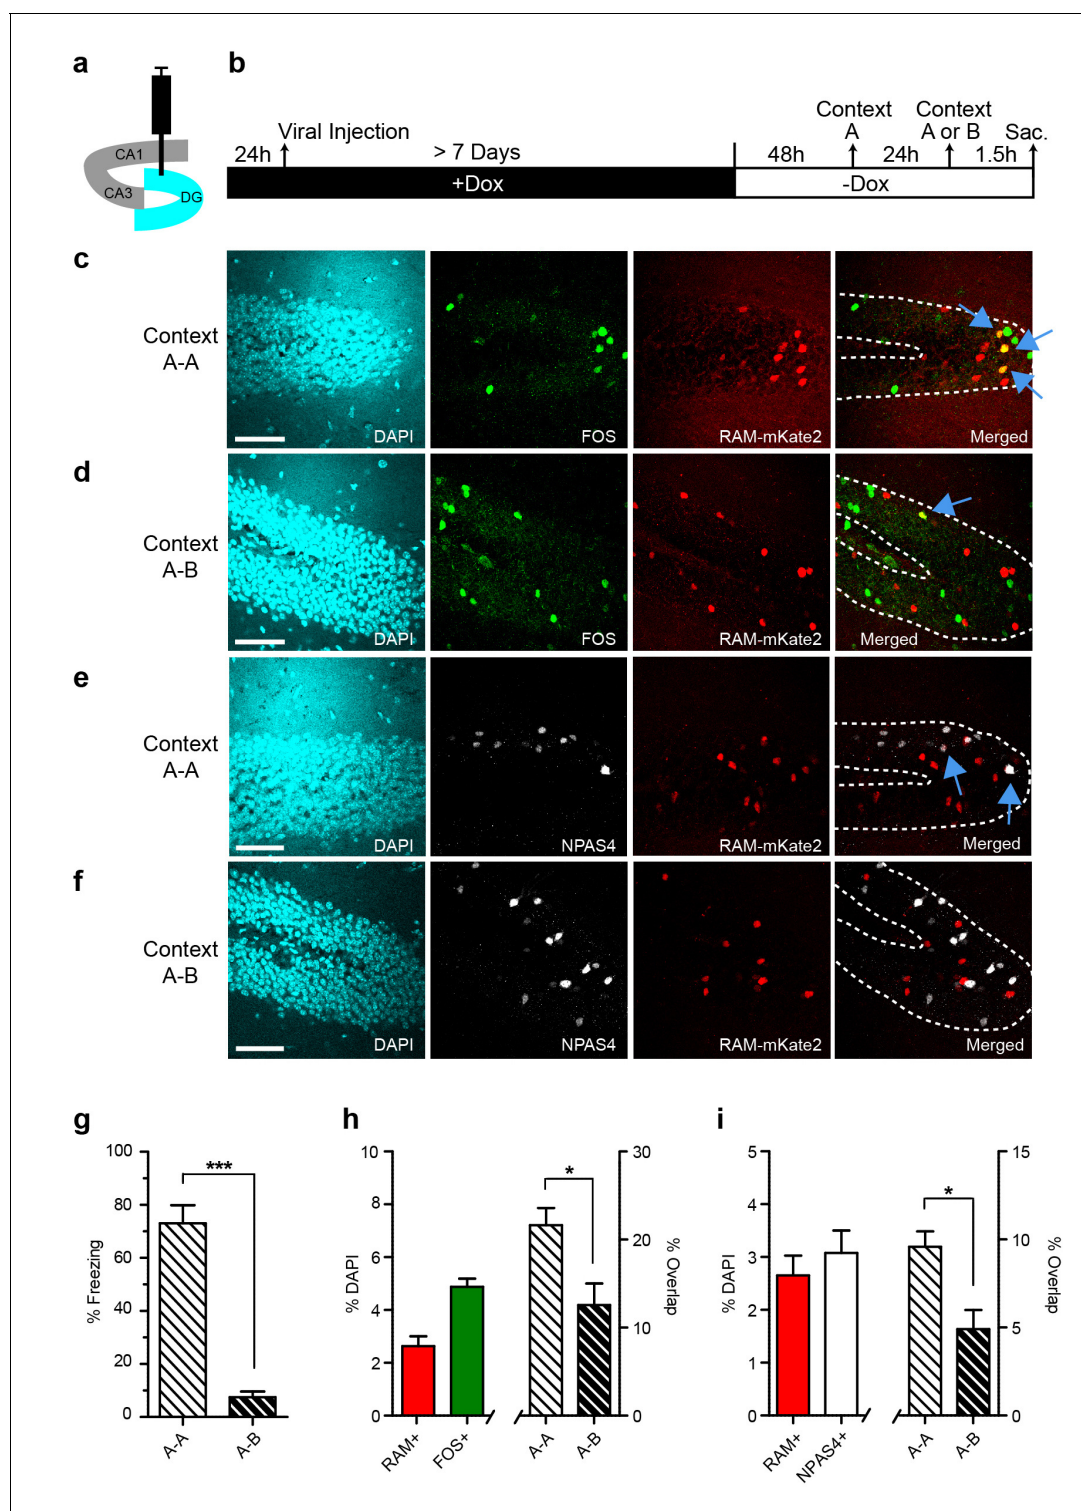 a
CA1
CA3
DG
b
Viral Injection
Context A
Context A or B
Sac.
24h
> 7 Days
48h
24h
1.5h
+Dox
-Dox
c
Context
A-A
DAPI
FOS
RAM-mKate2
Merged
d
Context
A-B
DAPI
FOS
RAM-mKate2
Merged
e
Context
A-A
DAPI
NPAS4
RAM-mKate2
Merged
f
Context
A-B
DAPI
NPAS4
RAM-mKate2
Merged
g
% Freezing
100
80
60
40
20
0
***
A-A
A-B
h
% DAPI
10
8
6
4
2
0
*
30
20
10
0
% Overlap
RAM+
FOS+
A-A
A-B
i
% DAPI
5
4
3
2
1
0
*
15
10
5
0
% Overlap
RAM+
NPAS4+
A-A
A-B